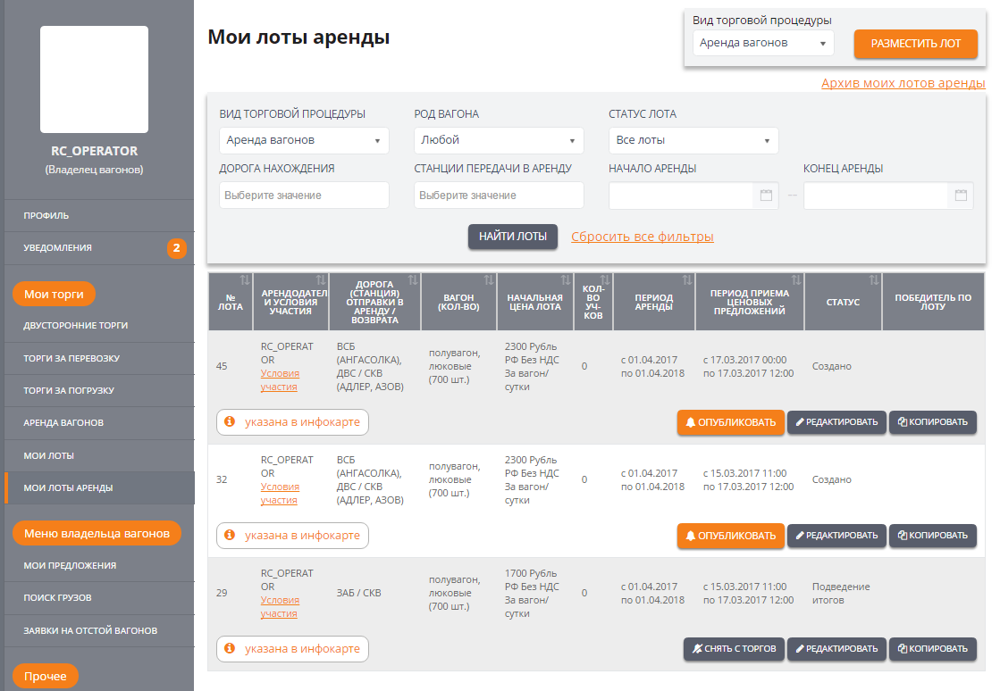 RC_OPERATOR
(Владелец вагонов)
ПРОФИЛЬ
УВЕДОМЛЕНИЯ 2
Мои торги
ДВУСТОРОННИЕ ТОРГИ
ТОРГИ ЗА ПЕРЕВОЗКУ
ТОРГИ ЗА ПОГРУЗКУ
АРЕНДА ВАГОНОВ
МОИ ЛОТЫ
МОИ ЛОТЫ АРЕНДЫ
Меню владельца вагонов
МОИ ПРЕДЛОЖЕНИЯ
ПОИСК ГРУЗОВ
ЗАЯВКИ НА ОТСТОЙ ВАГОНОВ
Прочее
Мои лоты аренды
Вид торговой процедуры
Аренда вагонов
РАЗМЕСТИТЬ ЛОТ
Архив моих лотов аренды
ВИД ТОРГОВОЙ ПРОЦЕДУРЫ
Аренда вагонов
РОД ВАГОНА
Любой
СТАТУС ЛОТА
Все лоты
ДОРОГА НАХОЖДЕНИЯ
Выберите значение
СТАНЦИИ ПЕРЕДАЧИ В АРЕНДУ
Выберите значение
НАЧАЛО АРЕНДЫ
—
КОНЕЦ АРЕНДЫ
НАЙТИ ЛОТЫ
Сбросить все фильтры
№
ЛОТА
АРЕНДОДАТЕЛ
И УСЛОВИЯ
УЧАСТИЯ
ДОРОГА
(СТАНЦИЯ)
ОТПРАВКИ В
АРЕНДУ /
ВОЗВРАТА
ВАГОН
(КОЛ-ВО)
НАЧАЛЬНАЯ
ЦЕНА ЛОТА
КОЛ-
ВО
УЧ-
КОВ
ПЕРИОД
АРЕНДЫ
ПЕРИОД ПРИЕМА
ЦЕНОВЫХ
ПРЕДЛОЖЕНИЙ
СТАТУС
ПОБЕДИТЕЛЬ ПО
ЛОТУ
45
RC_OPERAT
OR
Условия
участия
ВСБ
(АНГАСОЛКА),
ДВС / СКВ
(АДЛЕР, АЗОВ)
полувагон,
люковые
(700 шт.)
2300 Рубль
РФ Без НДС
За вагон/
сутки
0
с 01.04.2017
по 01.04.2018
с 17.03.2017 00:00
по 17.03.2017 12:00
Создано
указана в инфокарте
ОПУБЛИКОВАТЬ
РЕДАКТИРОВАТЬ
КОПИРОВАТЬ
32
RC_OPERAT
OR
Условия
участия
ВСБ
(АНГАСОЛКА),
ДВС / СКВ
(АДЛЕР, АЗОВ)
полувагон,
люковые
(700 шт.)
2300 Рубль
РФ Без НДС
За вагон/
сутки
0
с 01.04.2017
по 01.04.2018
с 15.03.2017 11:00
по 17.03.2017 12:00
Создано
указана в инфокарте
ОПУБЛИКОВАТЬ
РЕДАКТИРОВАТЬ
КОПИРОВАТЬ
29
RC_OPERAT
OR
Условия
участия
ЗАБ / СКВ
полувагон,
люковые
(700 шт.)
1700 Рубль
РФ Без НДС
За вагон/
сутки
0
с 01.04.2017
по 01.04.2018
с 15.03.2017 11:00
по 17.03.2017 12:00
Подведение
итогов
указана в инфокарте
СНЯТЬ С ТОРГОВ
РЕДАКТИРОВАТЬ
КОПИРОВАТЬ